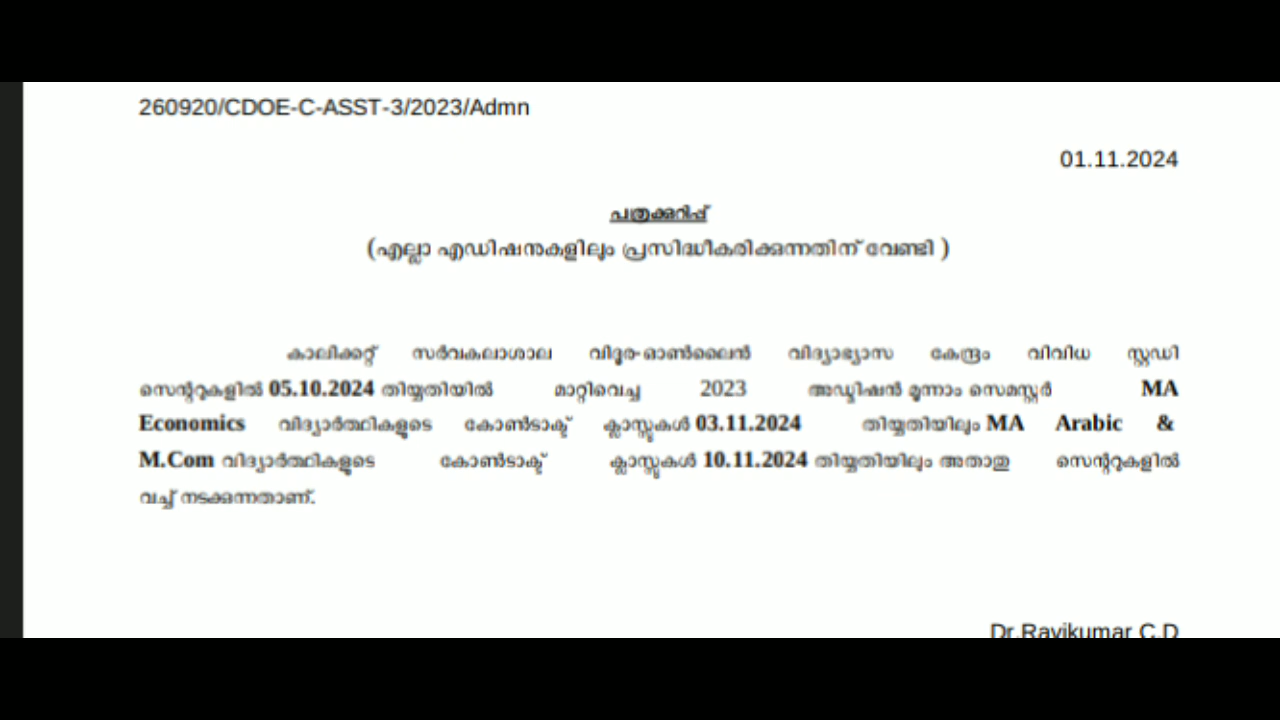 260920/CDOE-C-ASST-3/2023/Admn
01.11.2024
പത്രക്കുറിപ്പ്
(എല്ലാ എഡിഷനുകളിലും പ്രസിദ്ധീകരിക്കുന്നതിന് വേണ്ടി )
കാലിക്കറ്റ് സർവകലാശാല വിദൂര-ഓൺലൈൻ വിദ്യാഭ്യാസ കേന്ദ്രം വിവിധ സ്റ്റഡി
സെന്ററുകളിൽ 05.10.2024 തിയ്യതിയിൽ മാറ്റിവെച്ച 2023 അഡ്മിഷൻ മൂന്നാം സെമസ്റ്റർ MA
Economics വിദ്യാർത്ഥികളുടെ കോൺടാക്ട് ക്ലാസ്സുകൾ 03.11.2024 തിയ്യതിയിലും MA Arabic &
M.Com വിദ്യാർത്ഥികളുടെ കോൺടാക്ട് ക്ലാസ്സുകൾ 10.11.2024 തിയ്യതിയിലും അതാതു സെന്ററുകളിൽ
വച്ച് നടക്കുന്നതാണ്.
Dr.Ravikumar C.D